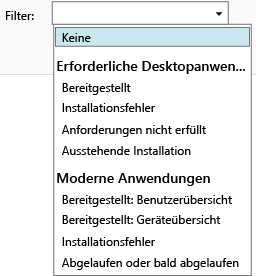 Filter:
Keine
Erforderliche Desktopanwen...
Bereitgestellt
Installationsfehler
Anforderungen nicht erfüllt
Ausstehende Installation
Moderne Anwendungen
Bereitgestellt: Benutzerübersicht
Bereitgestellt: Geräteübersicht
Installationsfehler
Abgelaufen oder bald abgelaufen